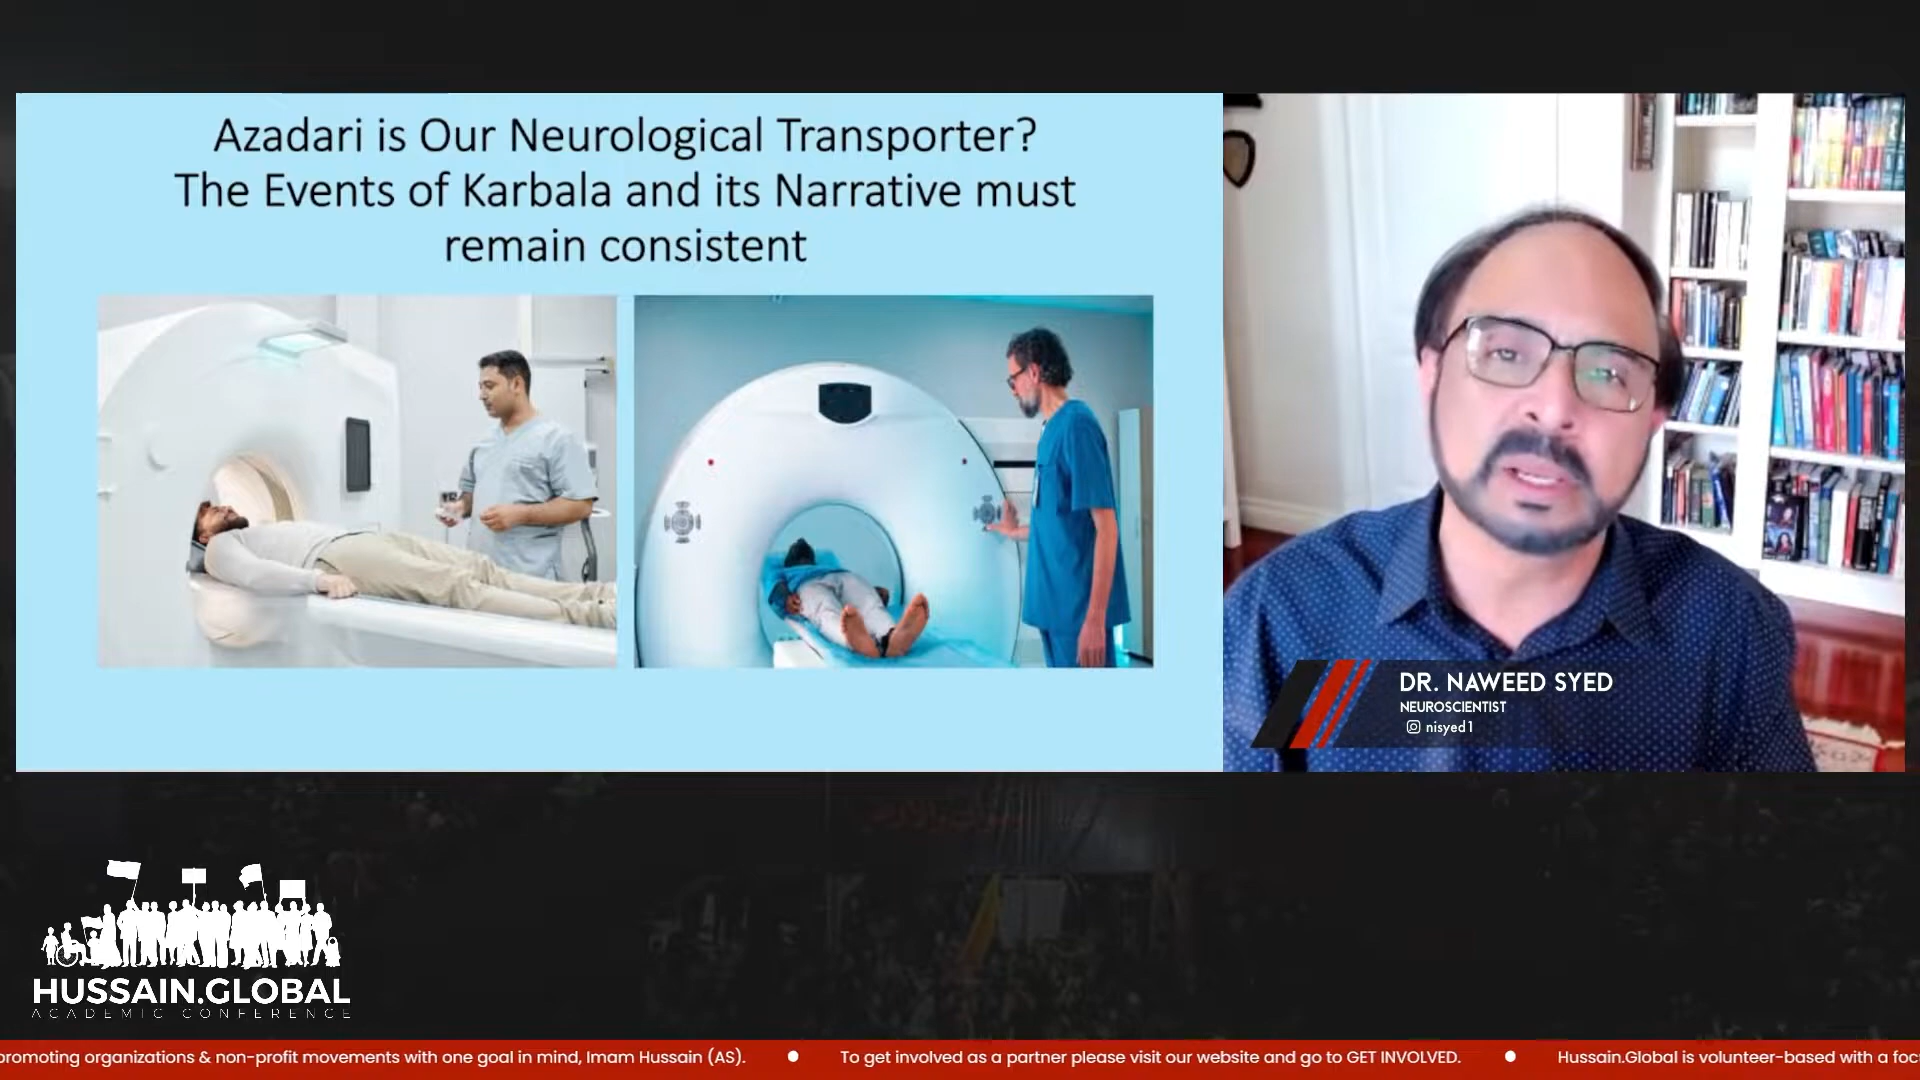 Azadari is Our Neurological Transporter?
The Events of Karbala and its Narrative must
remain consistent
DR. NAWEED SYED
NEUROSCIENTIST
nisyed1
HUSSAIN.GLOBAL
ACADEMIC CONFERENCE
promoting organizations & non-profit movements with one goal in mind, Imam Hussain (AS). ● To get involved as a partner please visit our website and go to GET INVOLVED. ● Hussain.Global is volunteer-based with a